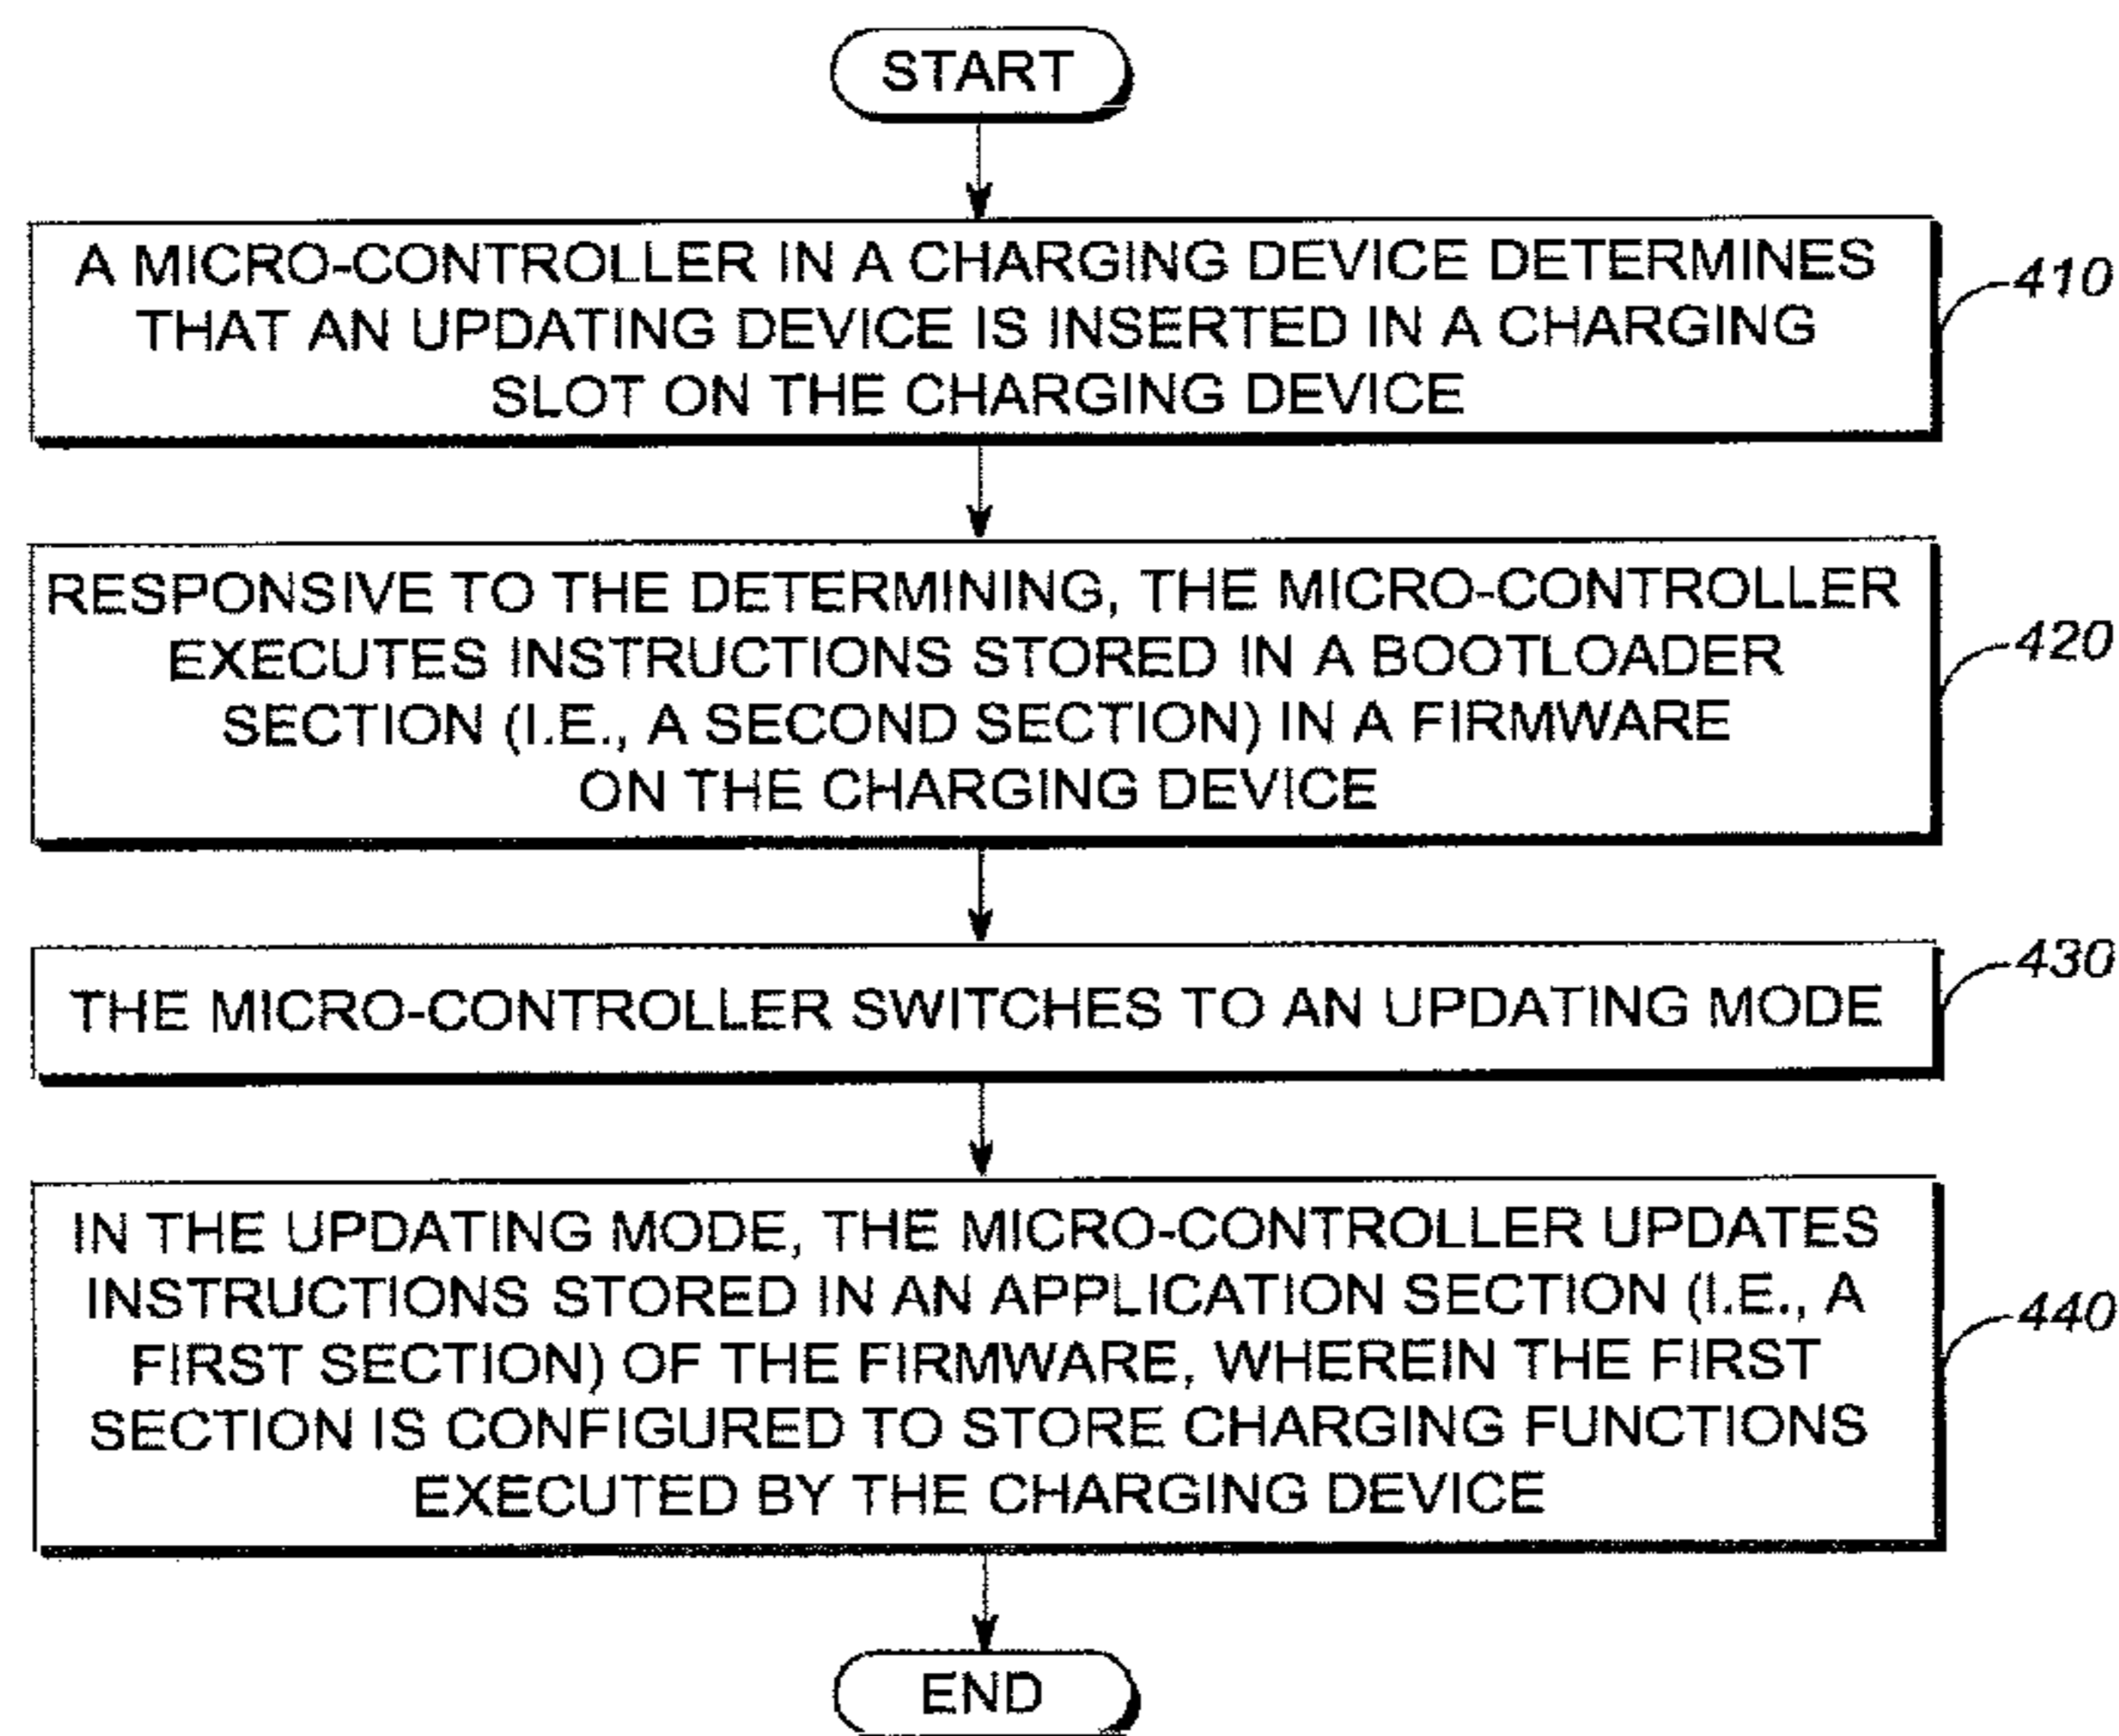 START
A MICRO-CONTROLLER IN A CHARGING DEVICE DETERMINES
THAT AN UPDATING DEVICE IS INSERTED IN A CHARGING
SLOT ON THE CHARGING DEVICE
410
RESPONSIVE TO THE DETERMINING, THE MICRO-CONTROLLER
EXECUTES INSTRUCTIONS STORED IN A BOOTLOADER
SECTION (I.E., A SECOND SECTION) IN A FIRMWARE
ON THE CHARGING DEVICE
420
THE MICRO-CONTROLLER SWITCHES TO AN UPDATING MODE
430
IN THE UPDATING MODE, THE MICRO-CONTROLLER UPDATES
INSTRUCTIONS STORED IN AN APPLICATION SECTION (I.E., A
FIRST SECTION) OF THE FIRMWARE, WHEREIN THE FIRST
SECTION IS CONFIGURED TO STORE CHARGING FUNCTIONS
EXECUTED BY THE CHARGING DEVICE
440
END